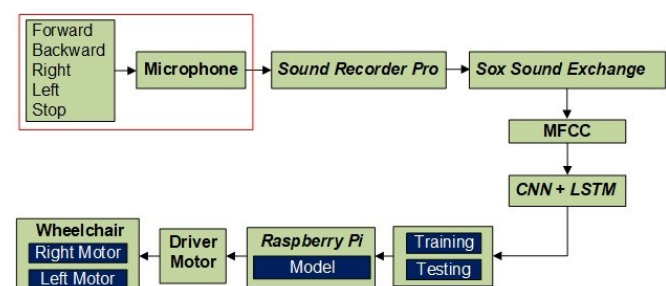 Forward
Backward
Right
Left
Stop
Microphone
Sound Recorder Pro
Sox Sound Exchange
MFCC
CNN + LSTM
Training
Testing
Raspberry Pi
Model
Driver
Motor
Wheelchair
Right Motor
Left Motor